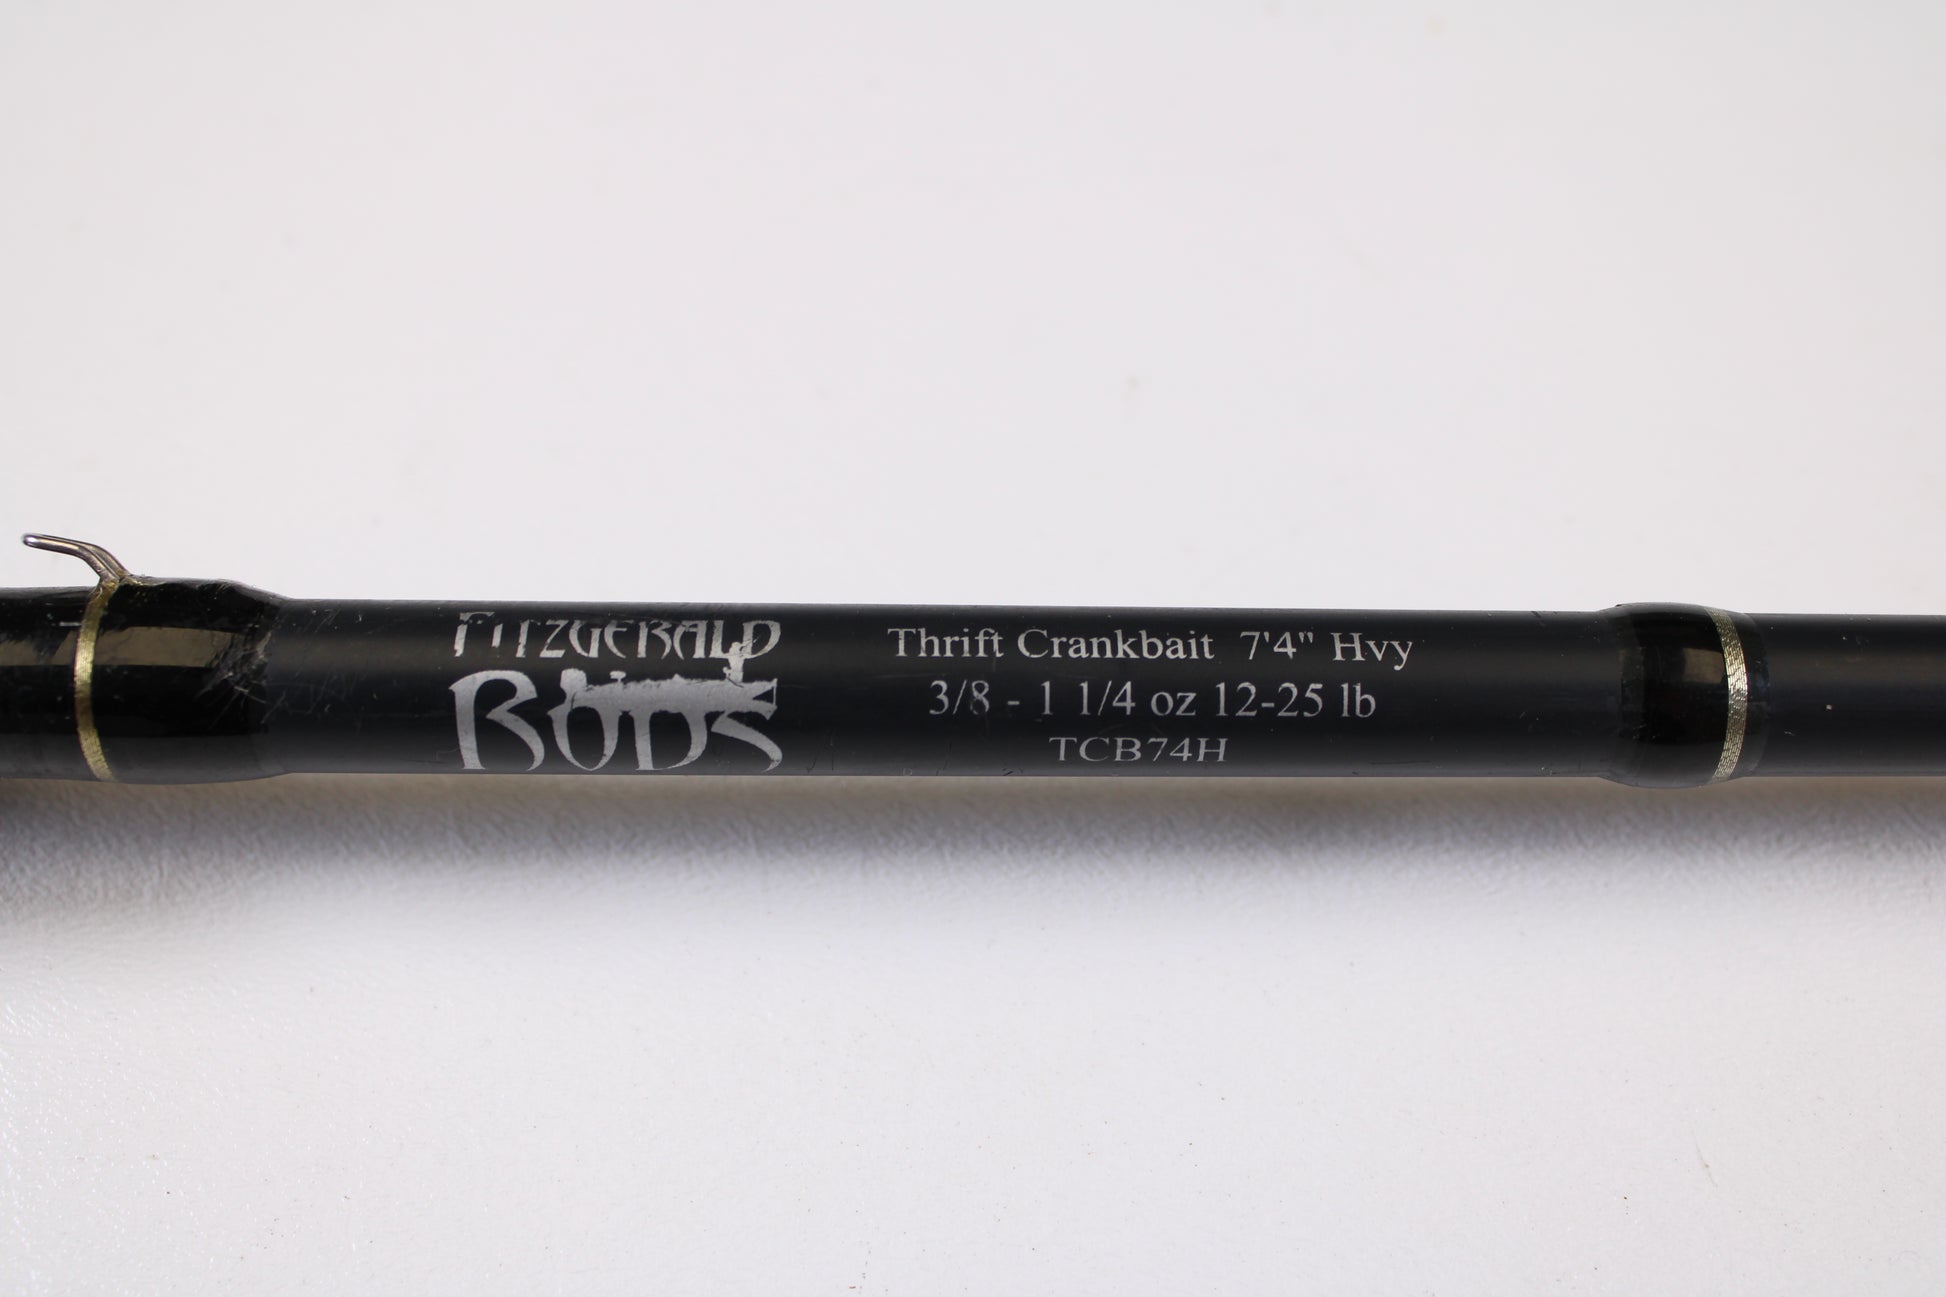 FITZGERALD
RODS
Thrift Crankbait 7'4" Hvy
3/8 - 1 1/4 oz 12-25 lb
TCB74H